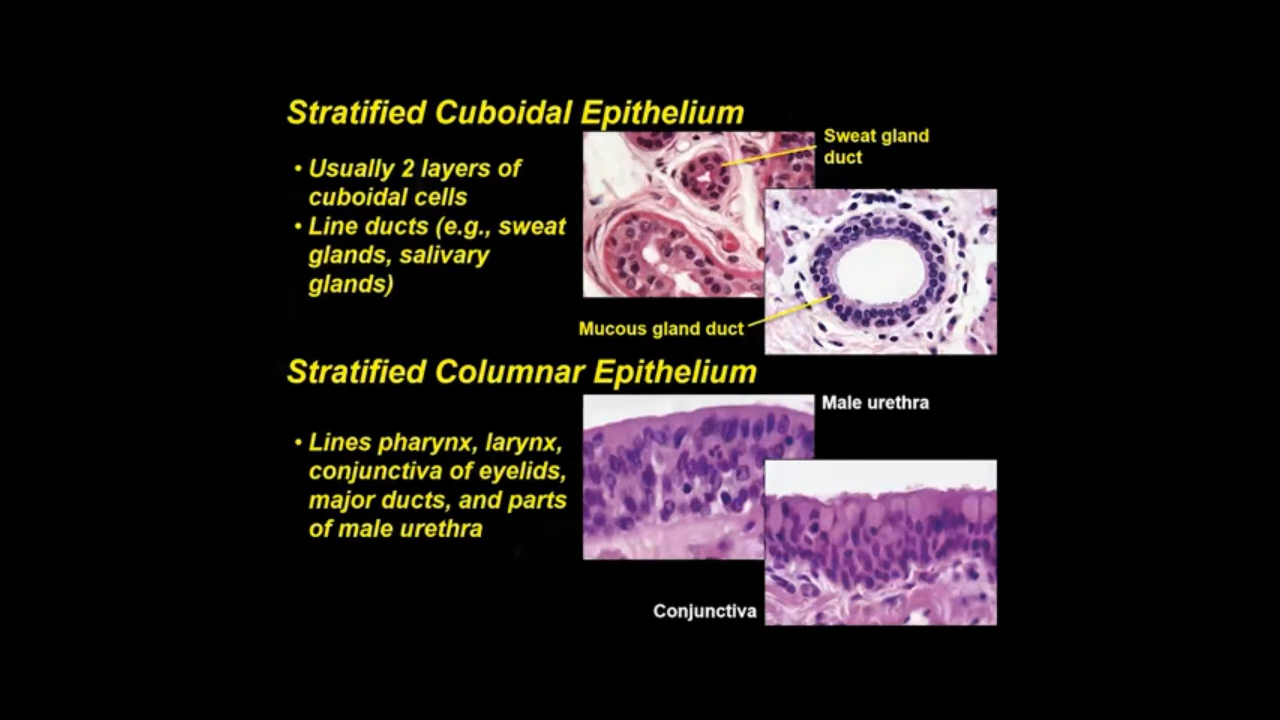 Stratified Cuboidal Epithelium
• Usually 2 layers of
cuboidal cells
• Line ducts (e.g., sweat
glands, salivary
glands)
Sweat gland
duct
Mucous gland duct
Stratified Columnar Epithelium
• Lines pharynx, larynx,
conjunctiva of eyelids,
major ducts, and parts
of male urethra
Male urethra
Conjunctiva